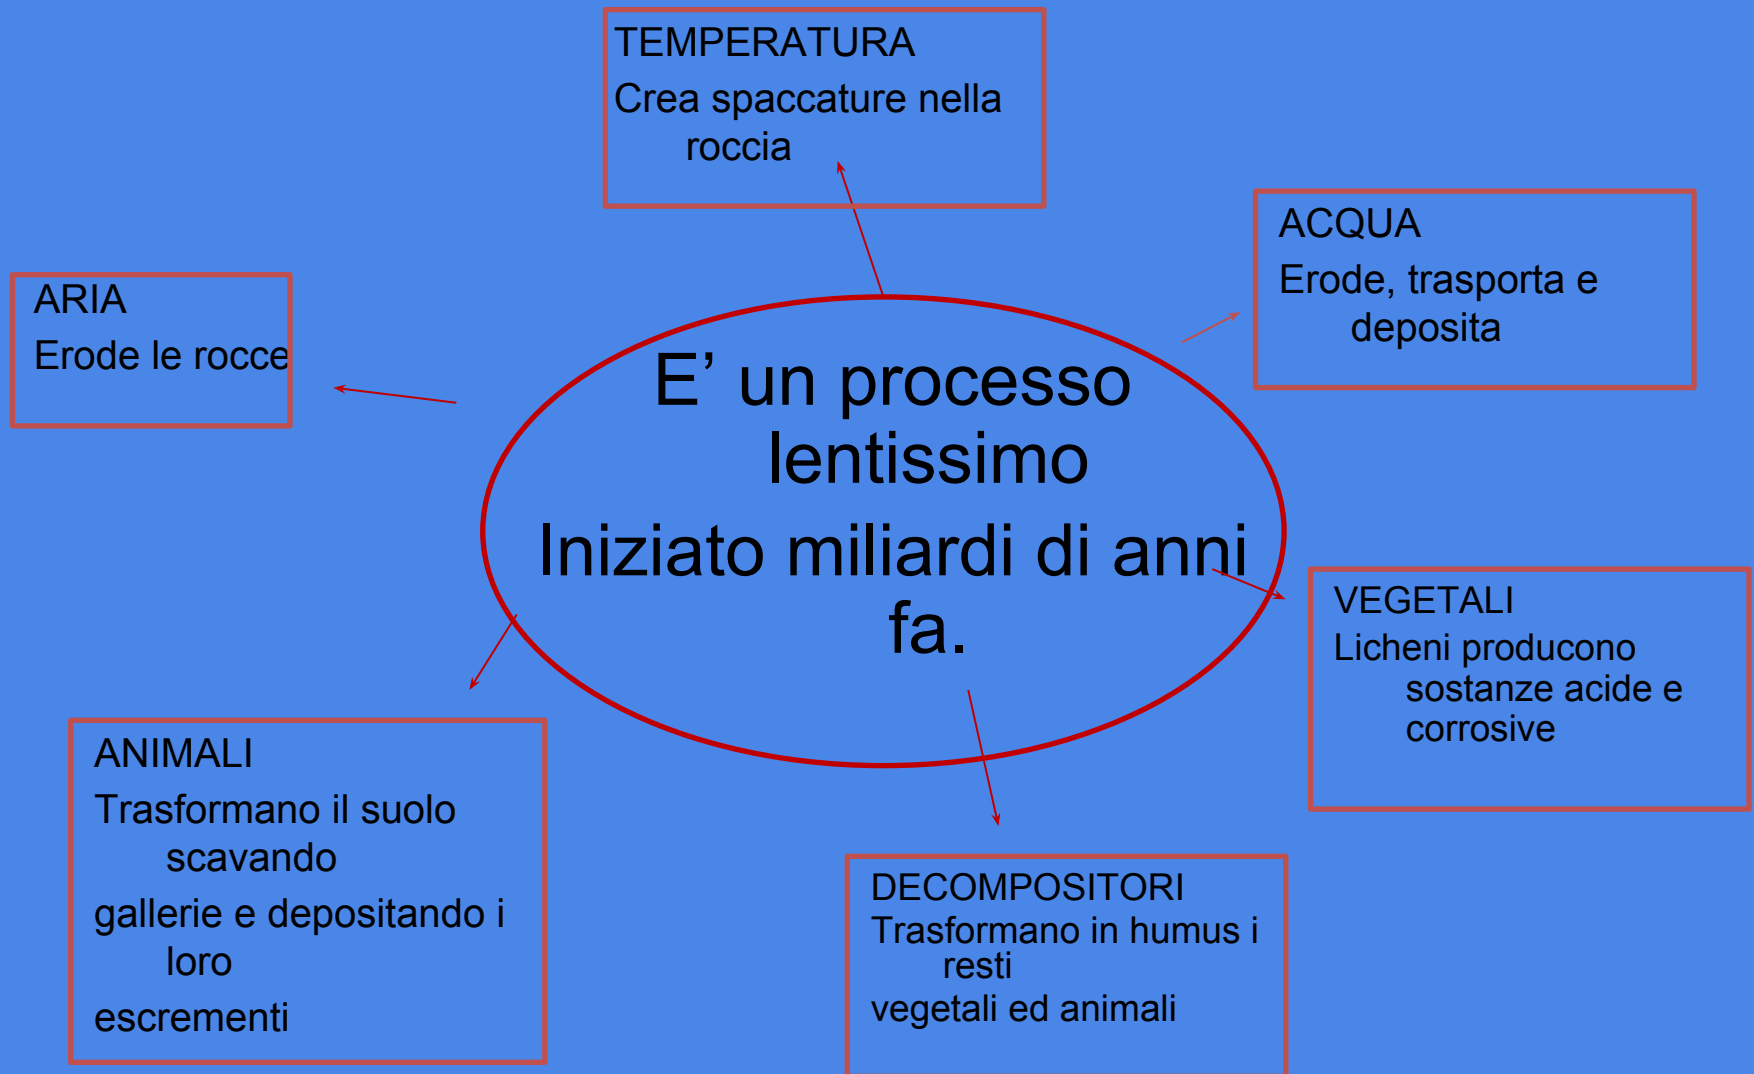 TEMPERATURA
Crea spaccature nella
roccia
ACQUA
Erode, trasporta e
deposita
ARIA
Erode le rocce
E’ un processo
lentissimo
Iniziato miliardi di anni
fa.
VEGETALI
Licheni producono
sostanze acide e
corrosive
ANIMALI
Trasformano il suolo
scavando
gallerie e depositando i
loro
escrementi
DECOMPOSITORI
Trasformano in humus i
resti
vegetali ed animali